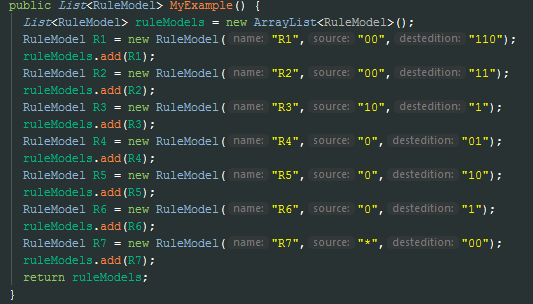 public List<RuleModel> MyExample() {
List<RuleModel> ruleModels = new ArrayList<RuleModel>();
RuleModel R1 = new RuleModel( name: "R1", source: "00", destedition: "110");
ruleModels.add(R1);
RuleModel R2 = new RuleModel( name: "R2", source: "00", destedition: "11");
ruleModels.add(R2);
RuleModel R3 = new RuleModel( name: "R3", source: "10", destedition: "1");
ruleModels.add(R3);
RuleModel R4 = new RuleModel( name: "R4", source: "0", destedition: "01");
ruleModels.add(R4);
RuleModel R5 = new RuleModel( name: "R5", source: "0", destedition: "10");
ruleModels.add(R5);
RuleModel R6 = new RuleModel( name: "R6", source: "0", destedition: "1");
ruleModels.add(R6);
RuleModel R7 = new RuleModel( name: "R7", source: "*", destedition: "00");
ruleModels.add(R7);
return ruleModels;
}